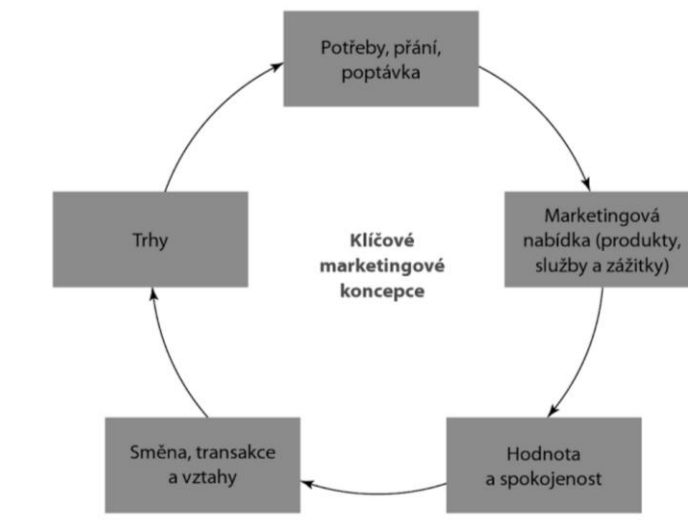 Potřeby, přání,
poptávka
Marketingová
nabídka (produkty,
služby a zážitky)
Trhy
Klíčové
marketingové
koncepce
Směna, transakce
a vztahy
Hodnota
a spokojenost